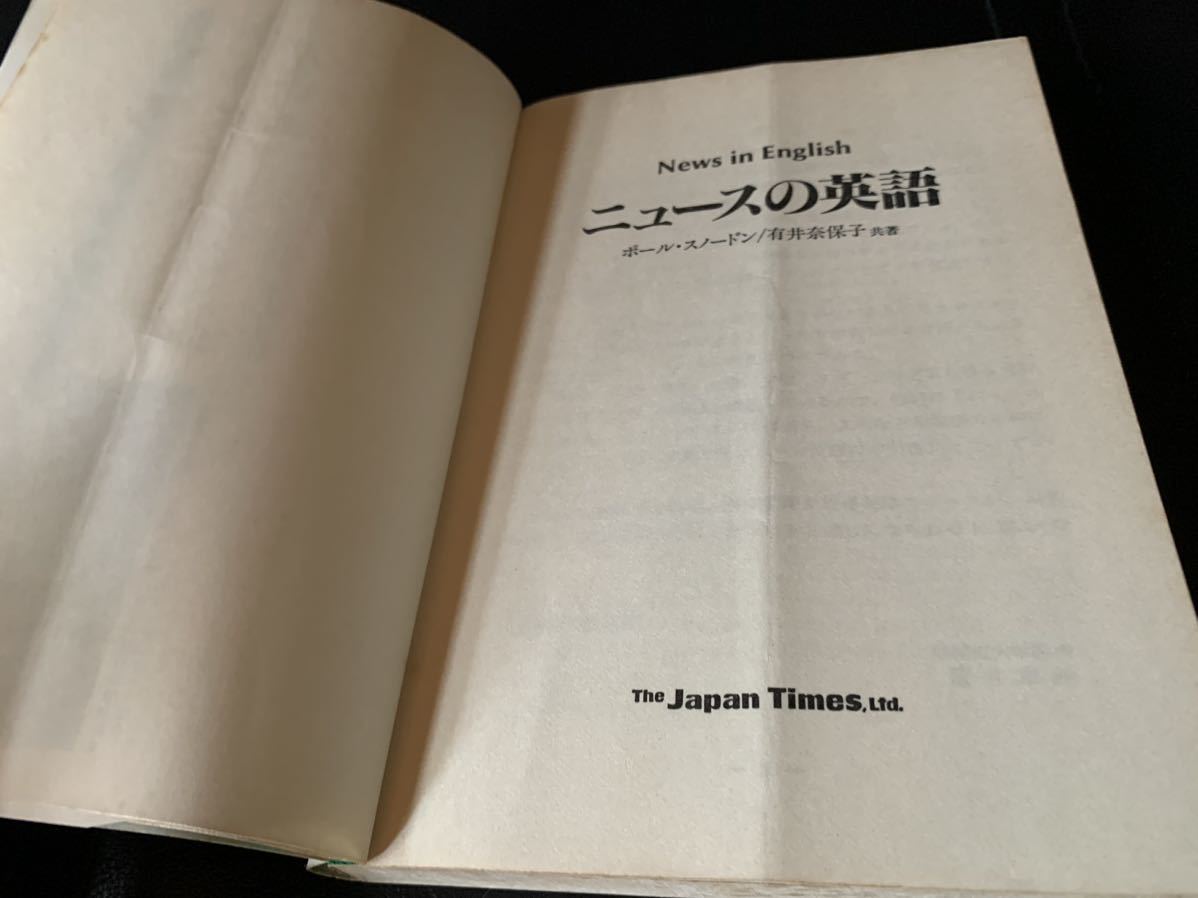 News in English
ニュースの英語
ポール・スノードン/有井奈保子 共著
The Japan Times, Ltd.